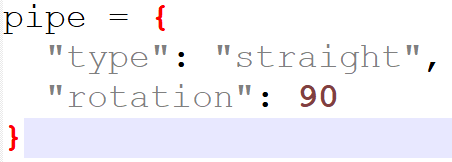 pipe = {
  "type": "straight",
  "rotation": 90
}